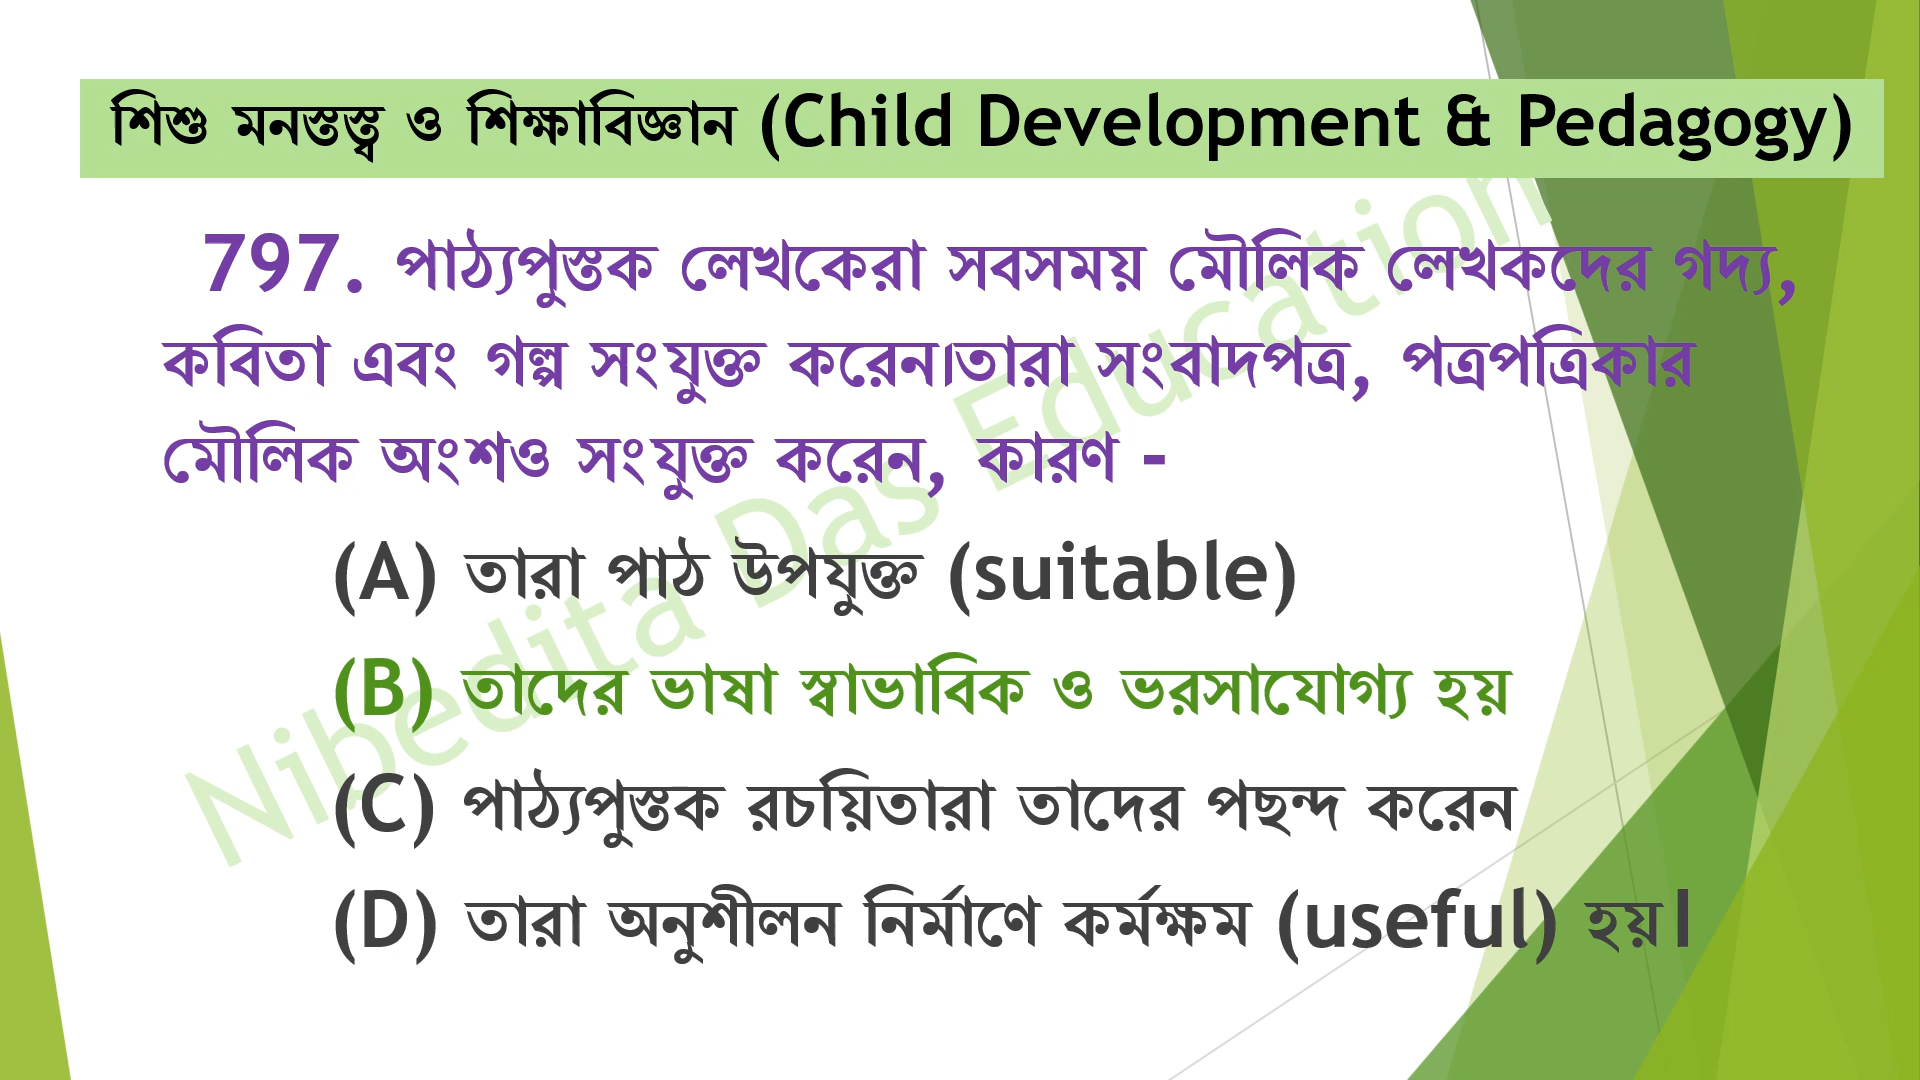 শিশু মনস্তত্ত্ব ও শিক্ষাবিজ্ঞান (Child Development & Pedagogy)
797. পাঠ্যপুস্তক লেখকেরা সবসময় মৌলিক লেখকদের গদ্য,
কবিতা এবং গল্প সংযুক্ত করেন।তারা সংবাদপত্র, পত্রপত্রিকার
মৌলিক অংশও সংযুক্ত করেন, কারণ -
(A) তারা পাঠ উপযুক্ত (suitable)
(B) তাদের ভাষা স্বাভাবিক ও ভরসাযোগ্য হয়
(C) পাঠ্যপুস্তক রচয়িতারা তাদের পছন্দ করেন
(D) তারা অনুশীলন নির্মাণে কর্মক্ষম (useful) হয়।
Nibedita Das Education